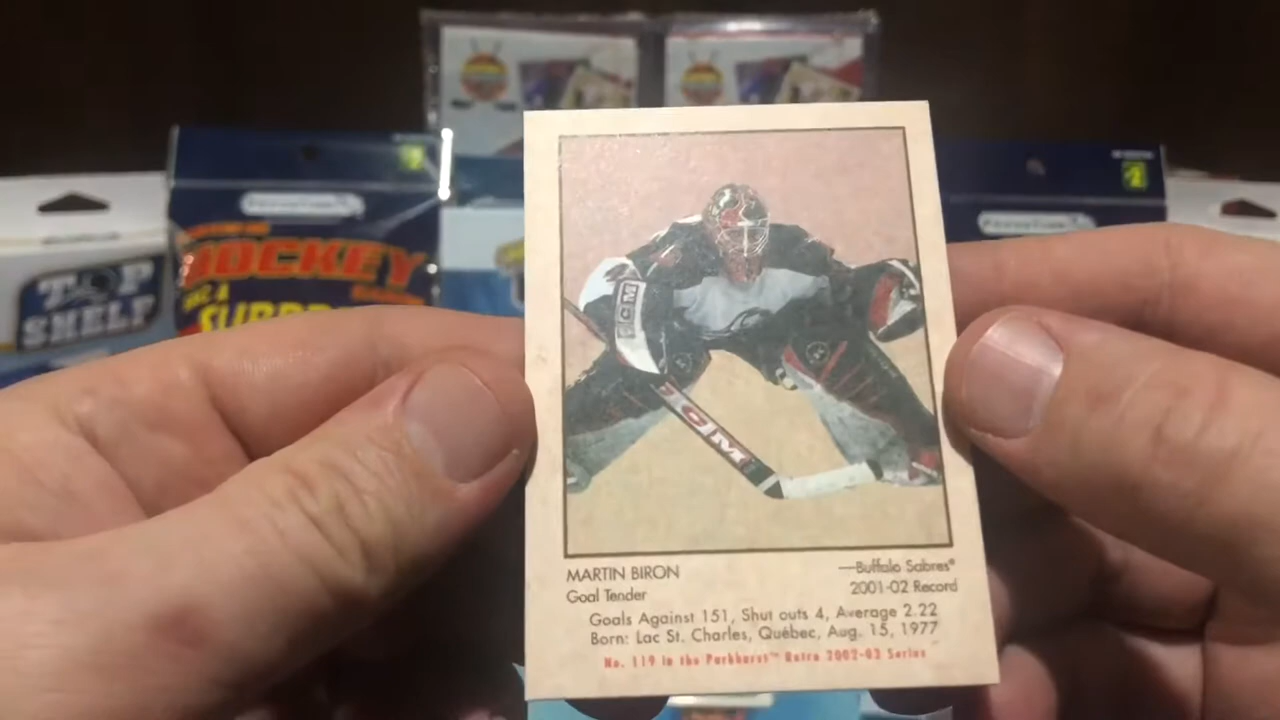 TOP
SHELF
HOCKEY
SURPR
CCM
CCM
MARTIN BIRON
Goal Tender
—Buffalo Sabres®
2001-02 Record
Goals Against 151, Shut outs 4, Average 2.22
Born: Lac St. Charles, Québec, Aug. 15, 1977
No. 119 in the Parkhurst™ Retro 2002-03 Series